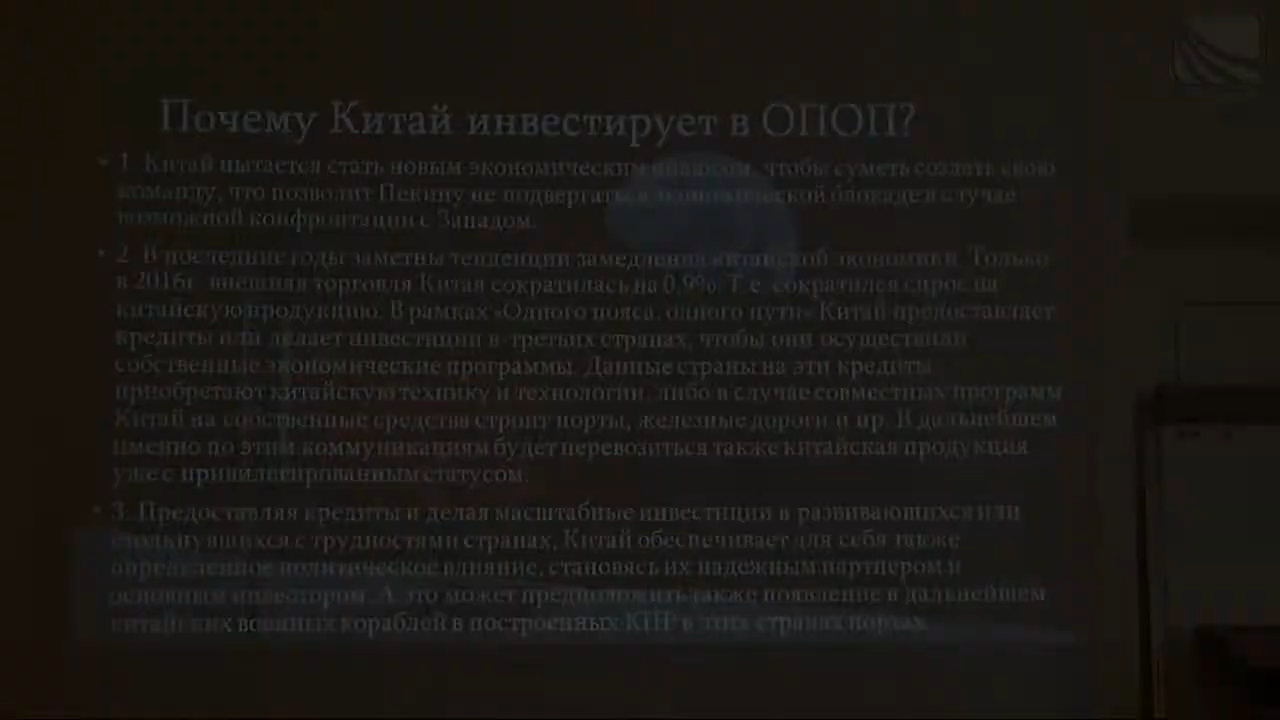 Почему Китай инвестирует в ОПОП?
1. Китай пытается стать новым экономическим чтобы суметь создать свою
команду, что позволит Пекину не подвергаться экономической блокаде в случае
возможной конфронтации с Западом.
2. В последние годы заметны тенденции замедления китайской экономики. Только
в 2016г. внешняя торговля Китая сократилась на 0,9%. Т.е. сократился спрос на
китайскую продукцию. В рамках «Одного пояса, одного пути» Китай предоставляет
кредиты или делает инвестиции в третьих странах, чтобы они осуществляли
собственные экономические программы. Данные страны на эти кредиты
приобретают китайскую технику и технологии, либо в случае совместных программ
Китай на собственные средства строит порты, железные дороги и пр. В дальнейшем
именно по этим коммуникациям будет перевозиться также китайская продукция
уже с привилегированным статусом.
3. Предоставляя кредиты и делая масштабные инвестиции в развивающихся или
столкнувшихся с трудностями странах, Китай обеспечивает для себя также
определенное политическое влияние, становясь их надежным партнером и
основным инвестором. А это может предположить также появление в дальнейшем
китайских военных кораблей в построенных КНР в этих странах портах.